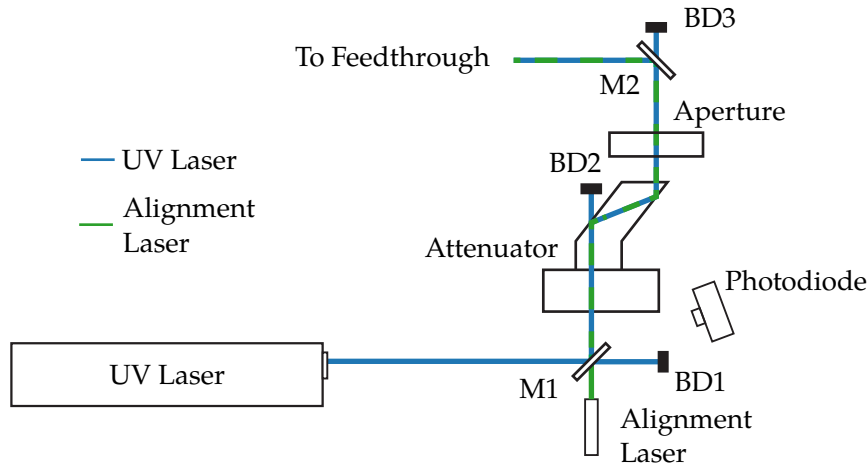 BD3
To Feedthrough
M2
Aperture
UV Laser
BD2
Alignment
Laser
Attenuator
Photodiode
UV Laser
M1
BD1
Alignment
Laser